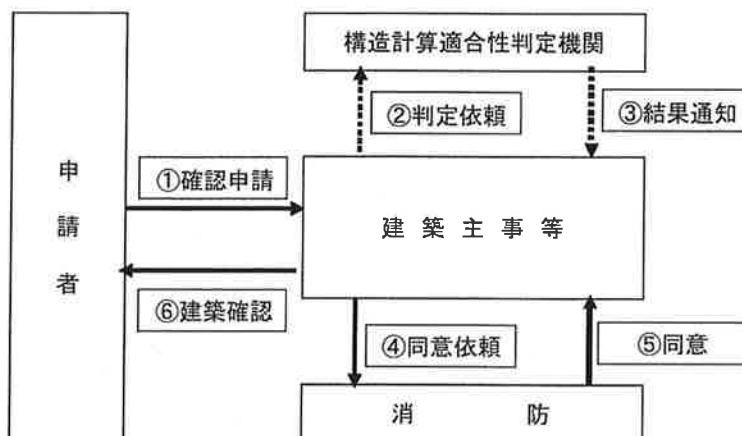 構造計算適合性判定機関
②判定依頼
③結果通知
申請者
①確認申請
建築主事等
⑥建築確認
④同意依頼
⑤同意
消防